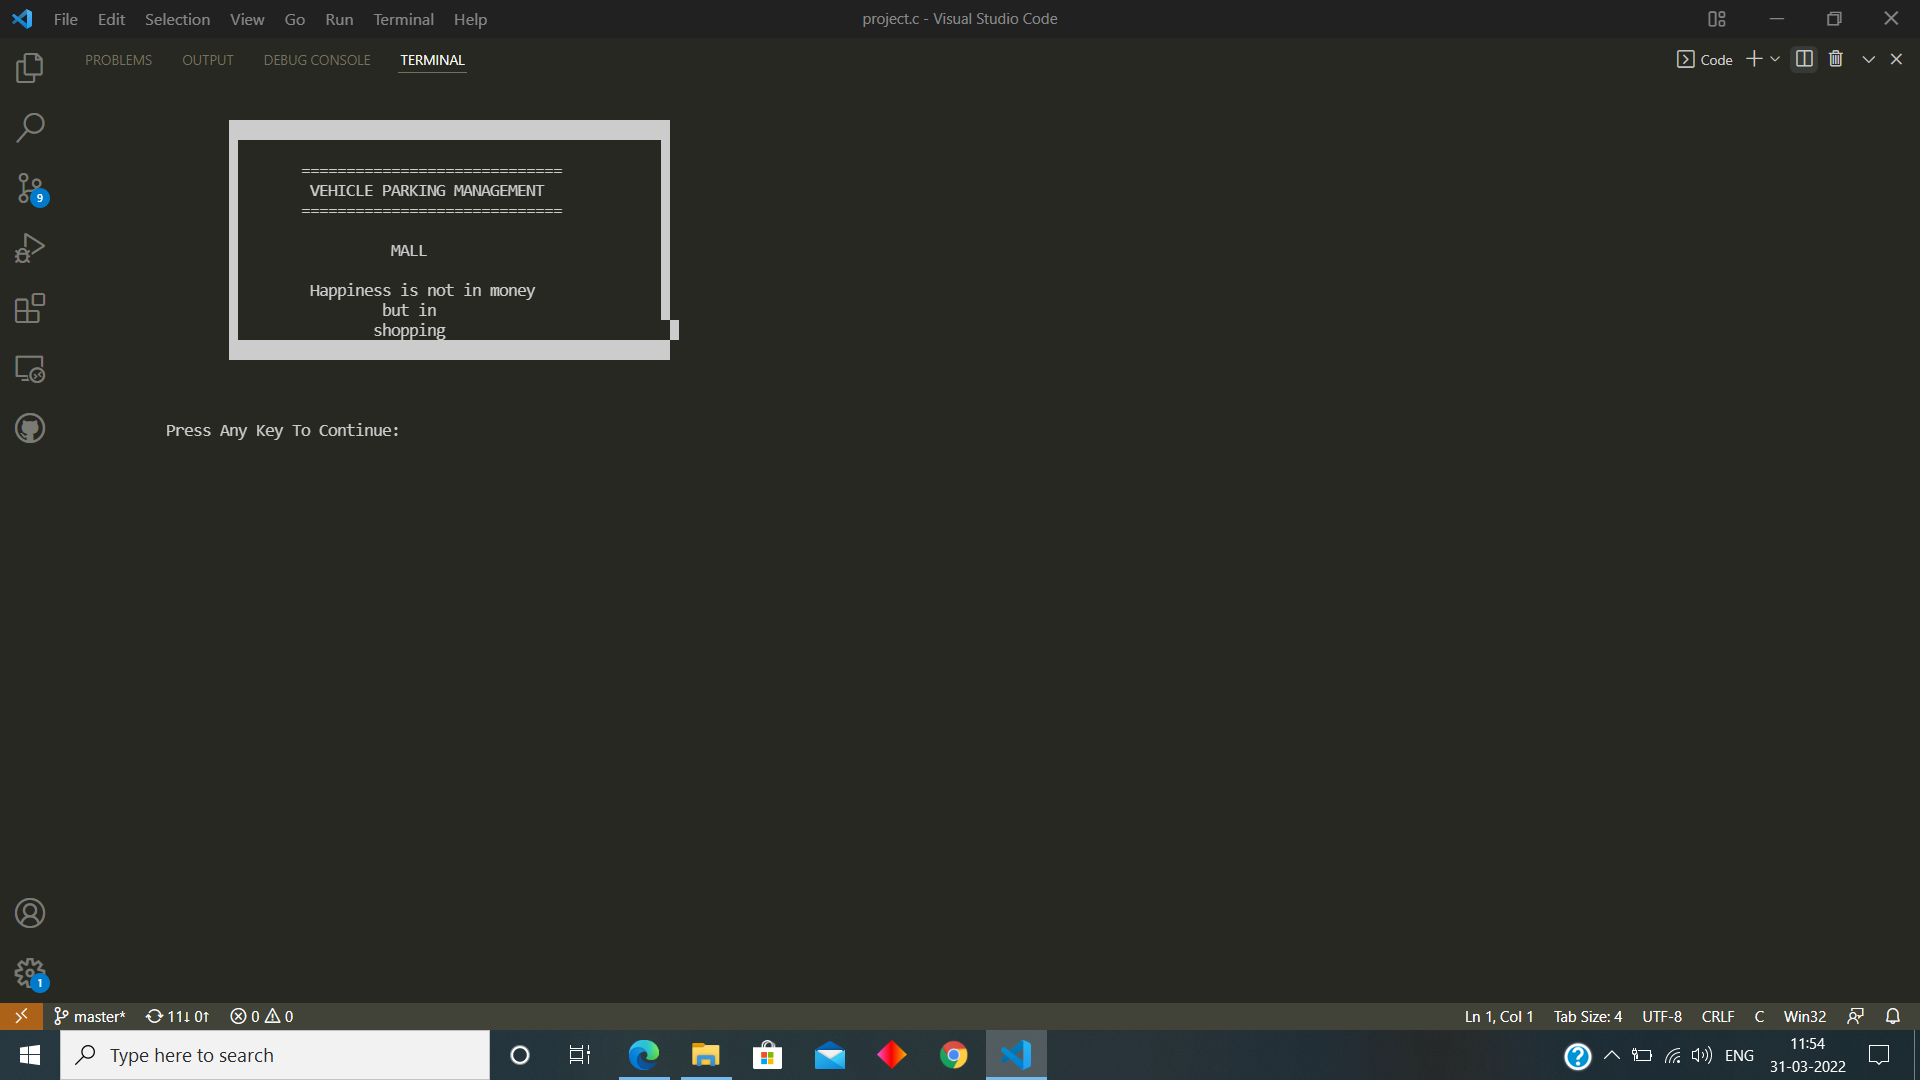 File Edit Selection View Go Run Terminal Help
project.c - Visual Studio Code
PROBLEMS OUTPUT DEBUG CONSOLE TERMINAL
Code
=============================
VEHICLE PARKING MANAGEMENT
=============================
MALL
Happiness is not in money
but in
shopping
Press Any Key To Continue:
9
1
master* 11↓ 0↑ 0 0
Ln 1, Col 1 Tab Size: 4 UTF-8 CRLF C Win32
Type here to search
ENG
11:54
31-03-2022